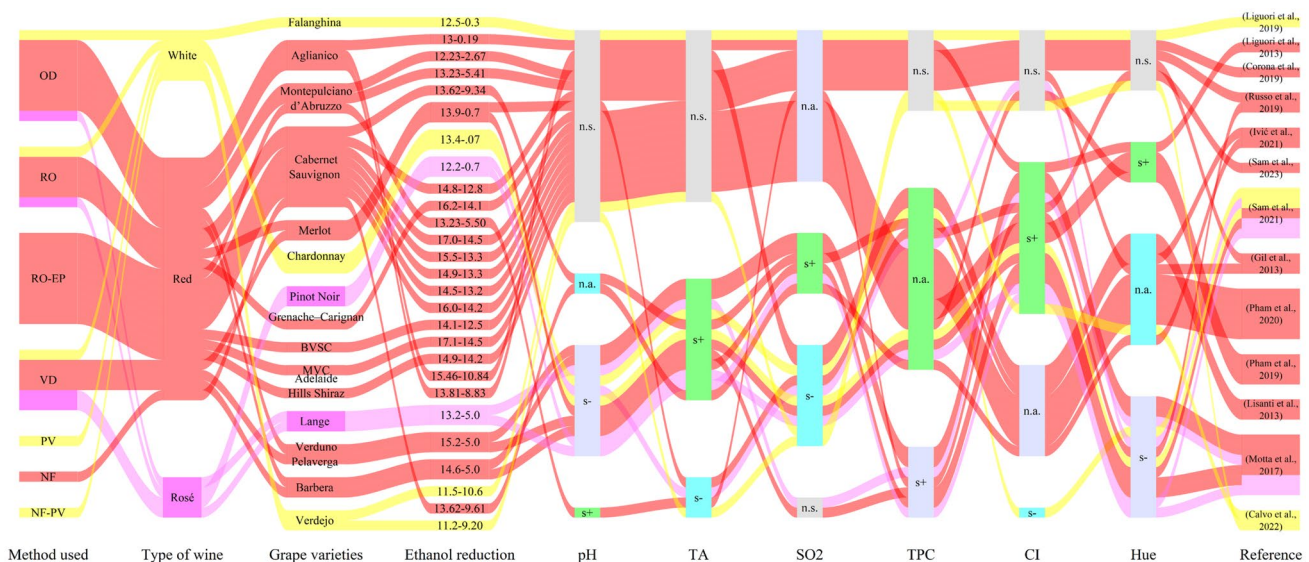 OD
RO
RO-EP
VD
PV
NF
NF-PV
Method used
White
Red
Rosé
Type of wine
Falanghina
Aglianico
Montepulciano
d'Abruzzo
Cabernet
Sauvignon
Merlot
Chardonnay
Pinot Noir
Grenache–Carignan
BVSC
MVC
Adelaide
Hills Shiraz
Lange
Verduno
Pelaverga
Barbera
Verdejo
Grape varieties
12.5-0.3
13-0.19
12.23-2.67
13.23-5.41
13.62-9.34
13.9-0.7
13.4-.07
12.2-0.7
14.8-12.8
16.2-14.1
13.23-5.50
17.0-14.5
15.5-13.3
14.9-13.3
14.5-13.2
16.0-14.2
14.1-12.5
17.1-14.5
14.9-14.2
15.46-10.84
13.81-8.83
13.2-5.0
15.2-5.0
14.6-5.0
11.5-10.6
13.62-9.61
11.2-9.20
Ethanol reduction
n.s.
n.a.
s-
s+
pH
n.s.
s+
s-
TA
n.a.
s+
s-
n.s.
SO2
n.s.
n.a.
s+
TPC
n.s.
s+
n.a.
s-
CI
n.s.
s+
n.a.
s-
Hue
(Liguori et al.,
2019)
(Liguori et al.,
2013)
(Corona et al.,
2019)
(Russo et al.,
2019)
(Ivić et al.,
2021)
(Sam et al.,
2023)
(Sam et al.,
2021)
(Gil et al.,
2013)
(Pham et al.,
2020)
(Pham et al.,
2019)
(Lisanti et al.,
2013)
(Motta et al.,
2017)
(Calvo et al.,
2022)
Reference